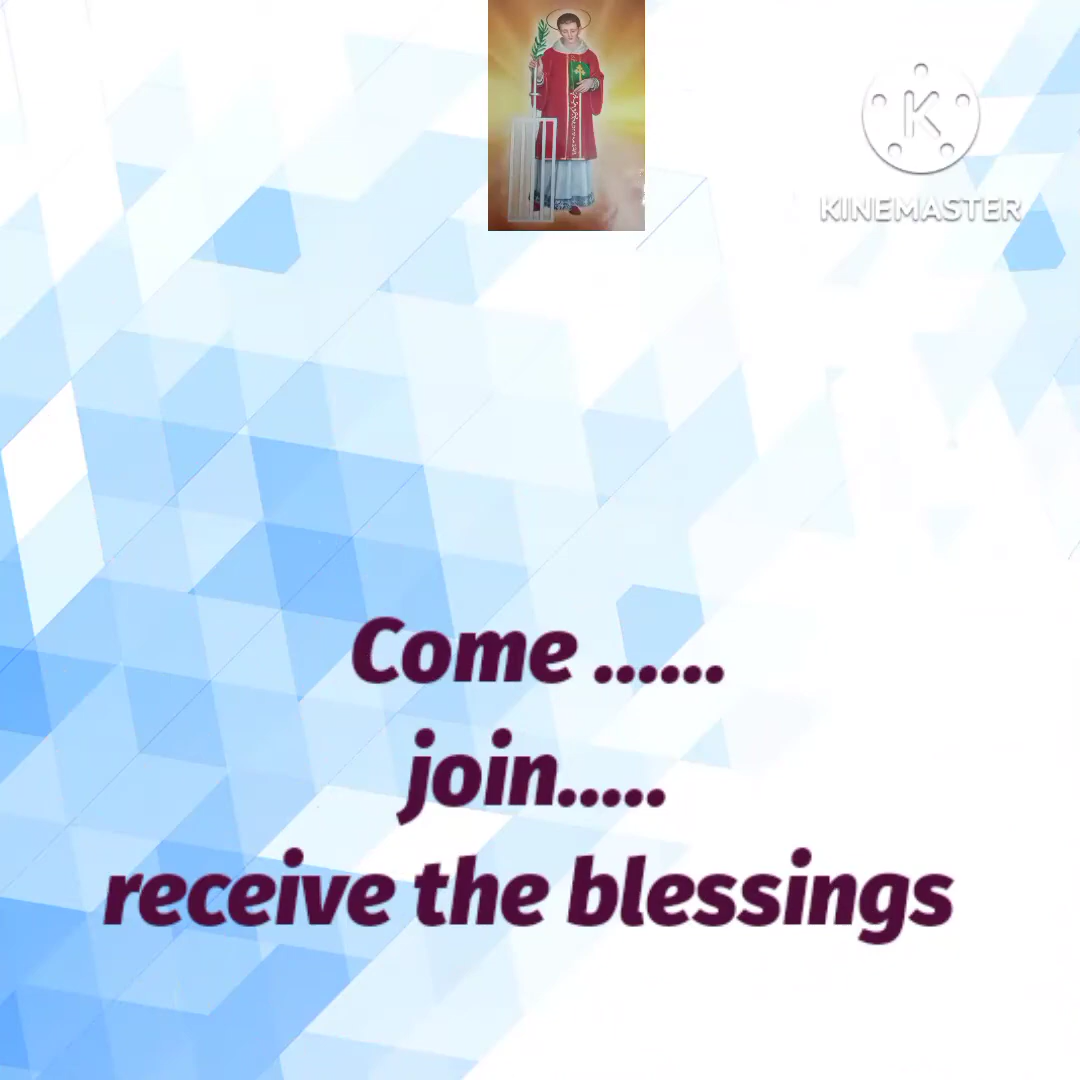 K
KINEMASTER
Come ......
join.....
receive the blessings